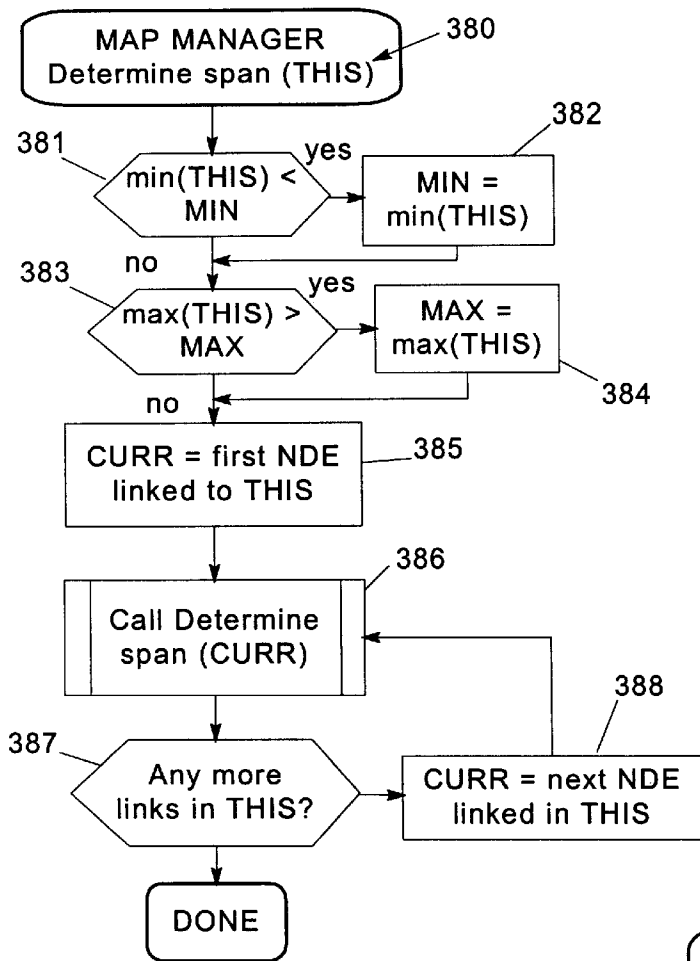 MAP MANAGER
Determine span (THIS)
380
381
min(THIS) <
MIN
yes
382
MIN =
min(THIS)
no
383
max(THIS) >
MAX
yes
MAX =
max(THIS)
384
no
CURR = first NDE
linked to THIS
385
386
Call Determine
span (CURR)
387
Any more
links in THIS?
388
CURR = next NDE
linked in THIS
DONE